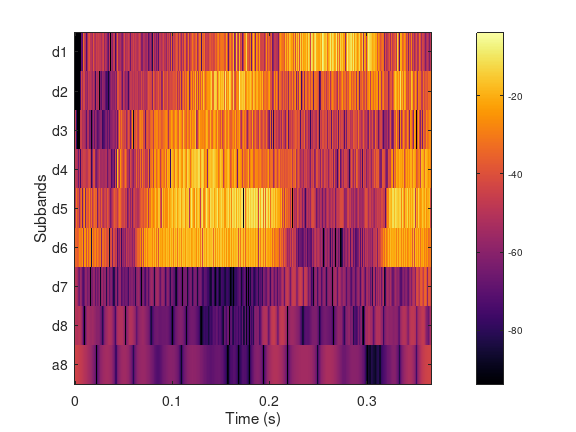 d1
d2
d3
d4
d5
d6
d7
d8
a8
Subbands
0 0.1 0.2 0.3
Time (s)
-20
-40
-60
-80